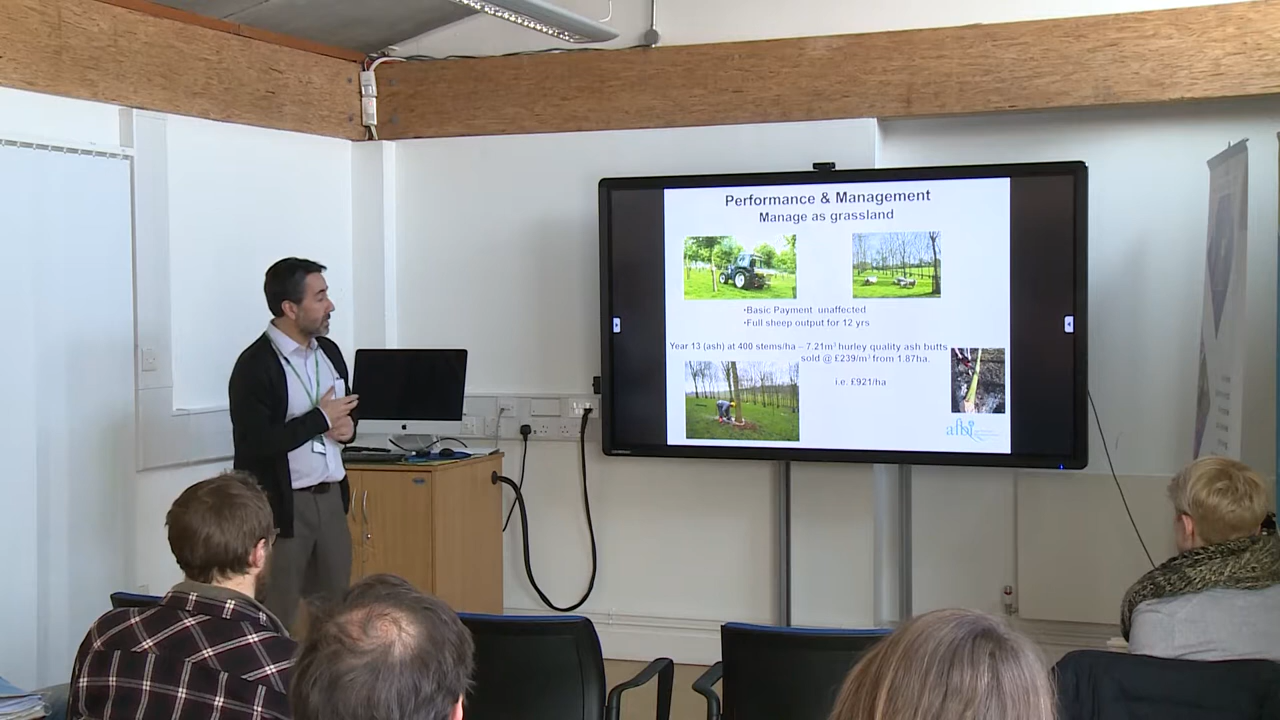 Performance & Management
Manage as grassland
•Basic Payment unaffected
•Full sheep output for 12 yrs
Year 13 (ash) at 400 stems/ha – 7.21m³ hurley quality ash butts
sold @ £239/m³ from 1.87ha.
i.e. £921/ha
afbi